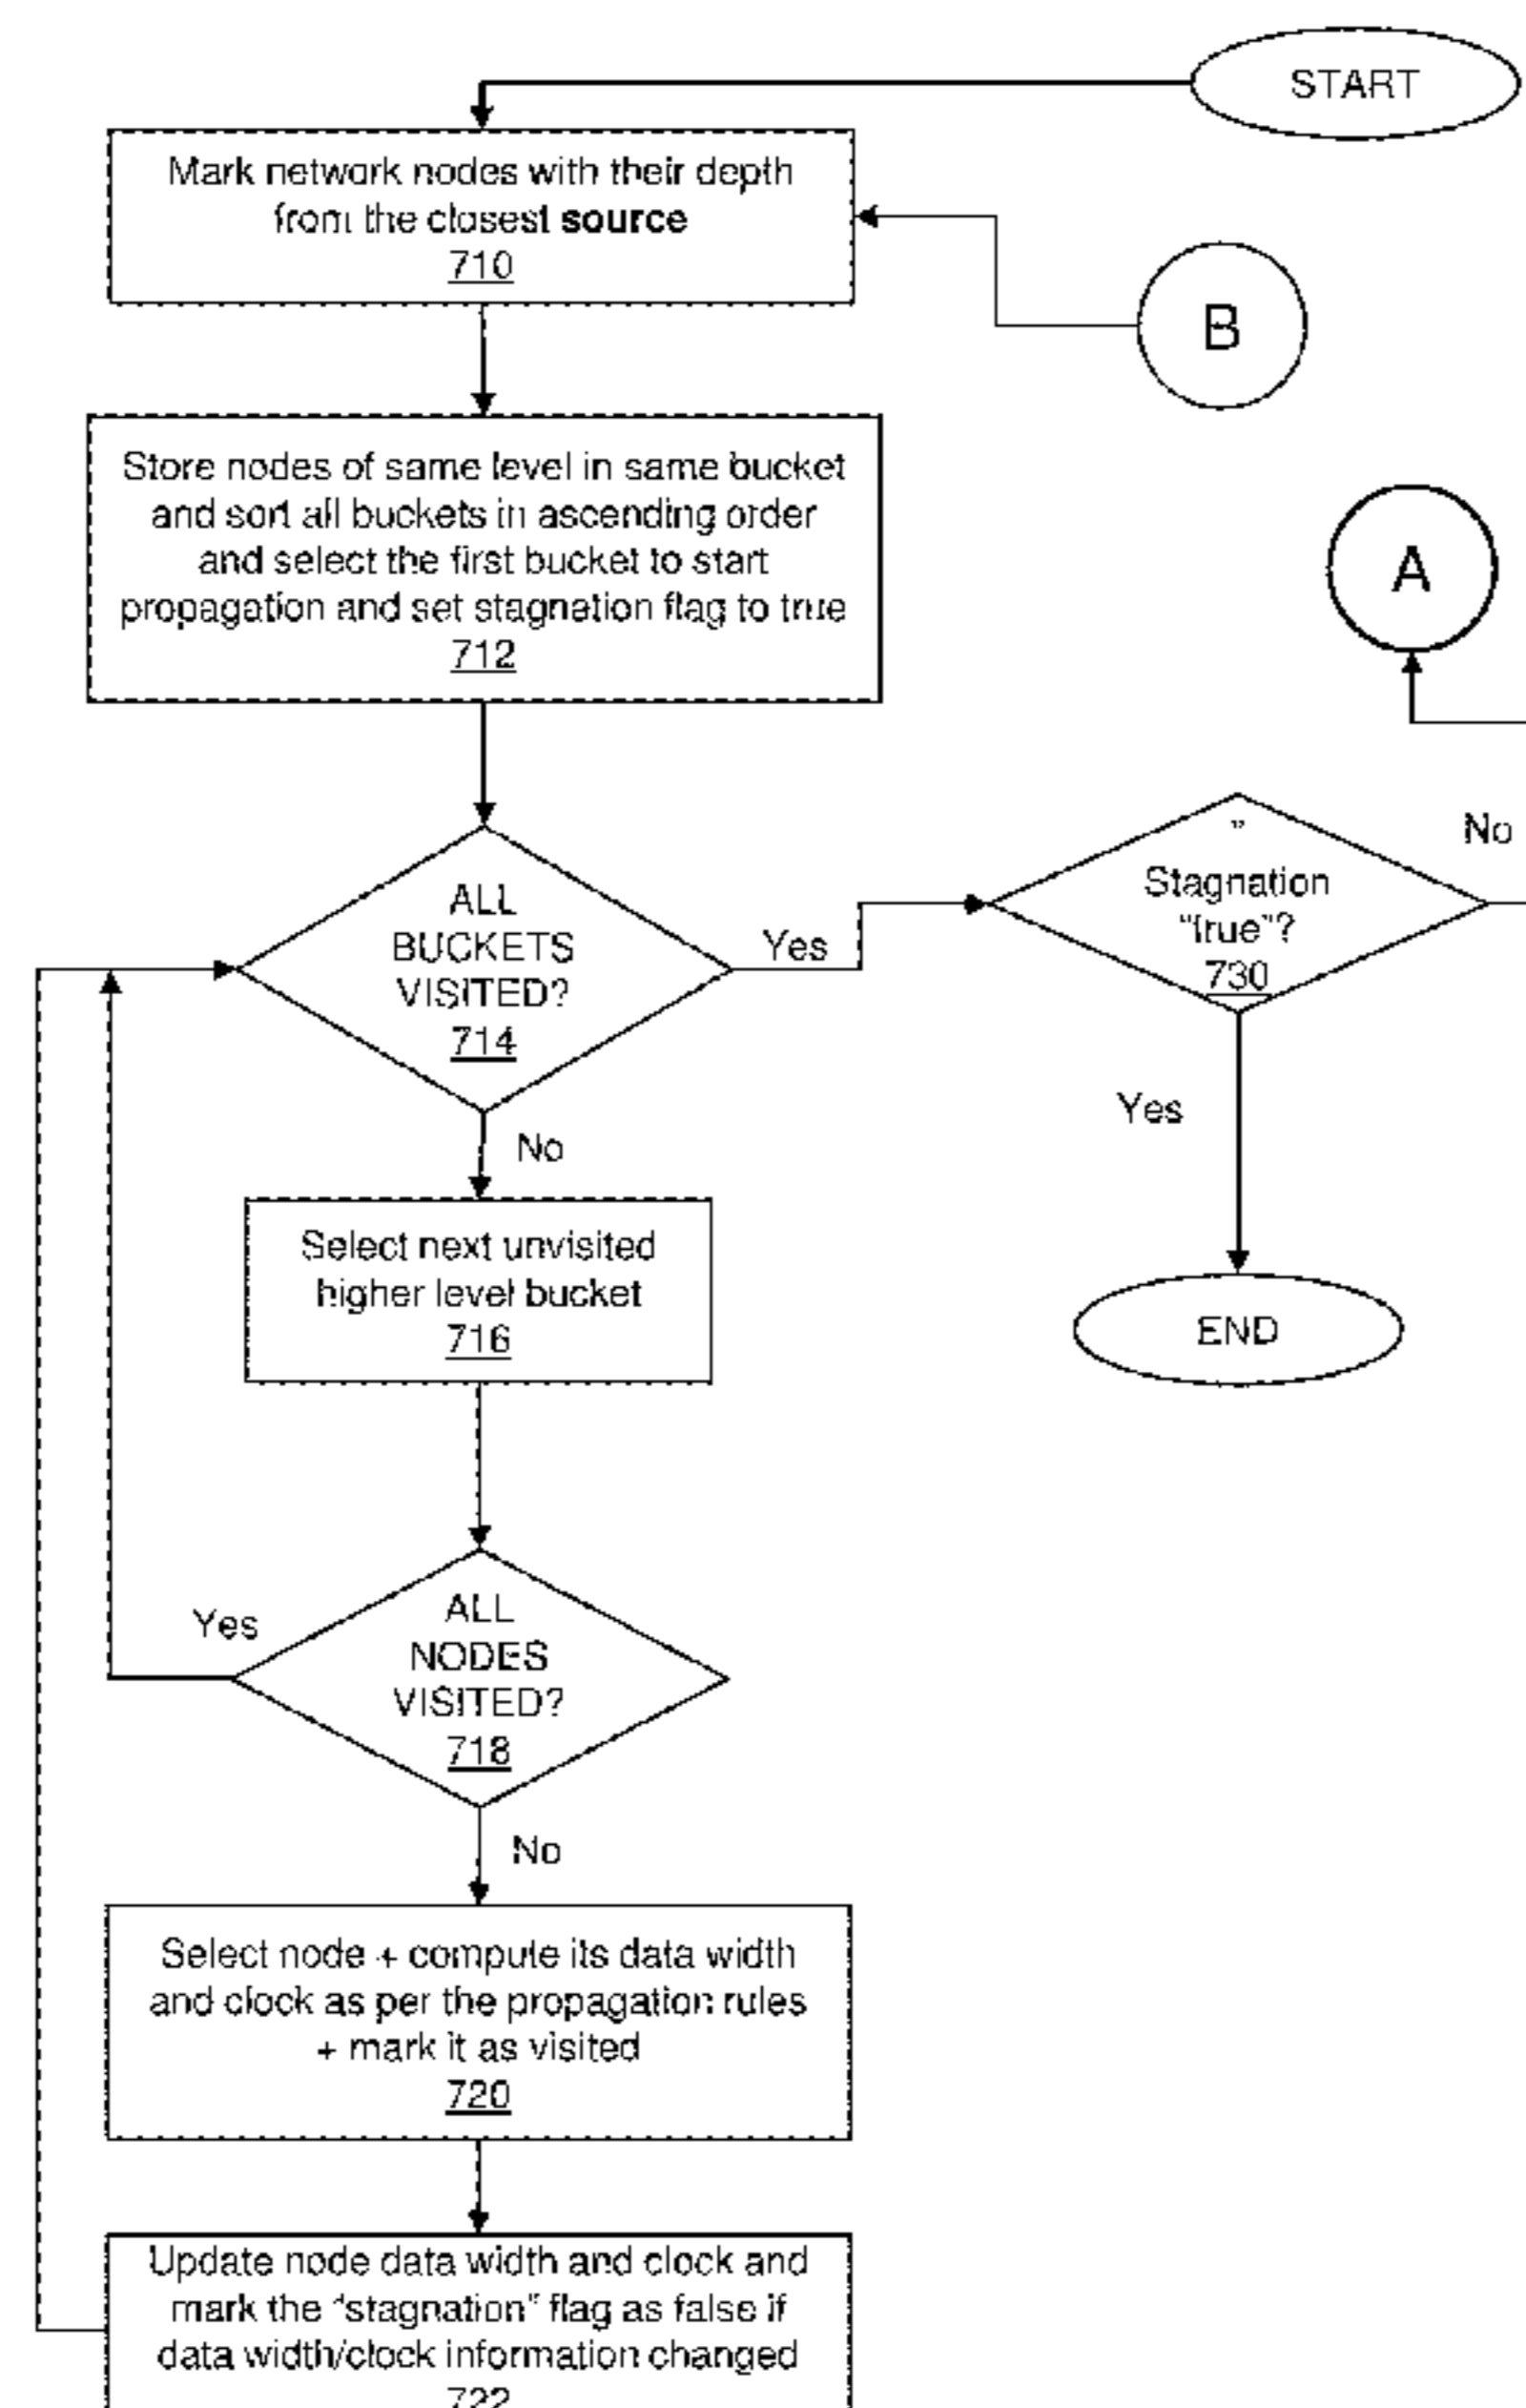 START
Mark network nodes with their depth
from the closest source
710
B
Store nodes of same level in same bucket
and sort all buckets in ascending order
and select the first bucket to start
propagation and set stagnation flag to true
712
A
ALL
BUCKETS
VISITED?
714
Yes
"
Stagnation
"true"?
730
No
Yes
END
No
Select next unvisited
higher level bucket
716
ALL
NODES
VISITED?
718
Yes
No
Select node + compute its data width
and clock as per the propagation rules
+ mark it as visited
720
Update node data width and clock and
mark the "stagnation" flag as false if
data width/clock information changed
722